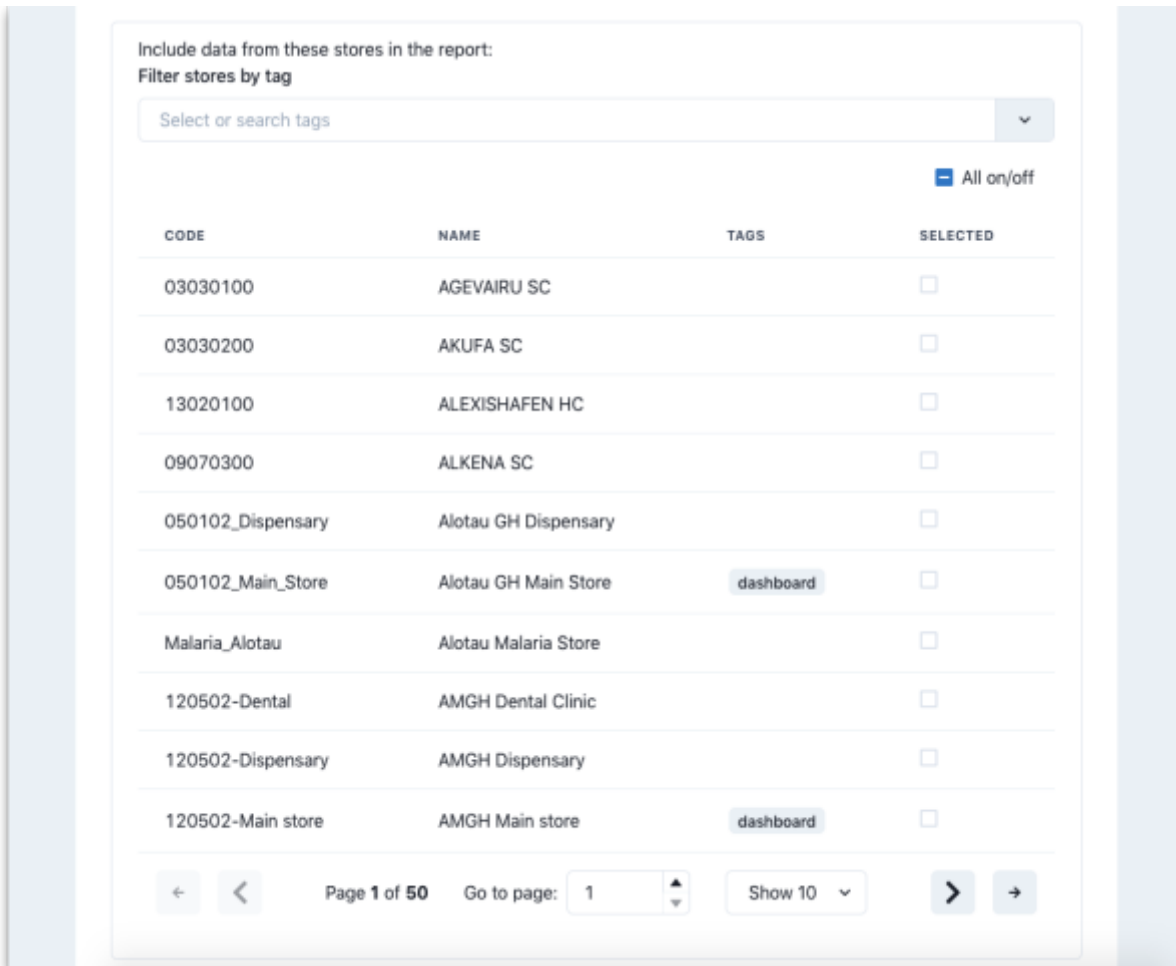 Include data from these stores in the report:
Filter stores by tag
Select or search tags
All on/off
CODE NAME TAGS SELECTED
03030100 AGEVAIRU SC
03030200 AKUFA SC
13020100 ALEXISHAFEN HC
09070300 ALKENA SC
050102_Dispensary Alotau GH Dispensary
050102_Main_Store Alotau GH Main Store dashboard
Malaria_Alotau Alotau Malaria Store
120502-Dental AMGH Dental Clinic
120502-Dispensary AMGH Dispensary
120502-Main store AMGH Main store dashboard
Page 1 of 50 Go to page: 1 Show 10